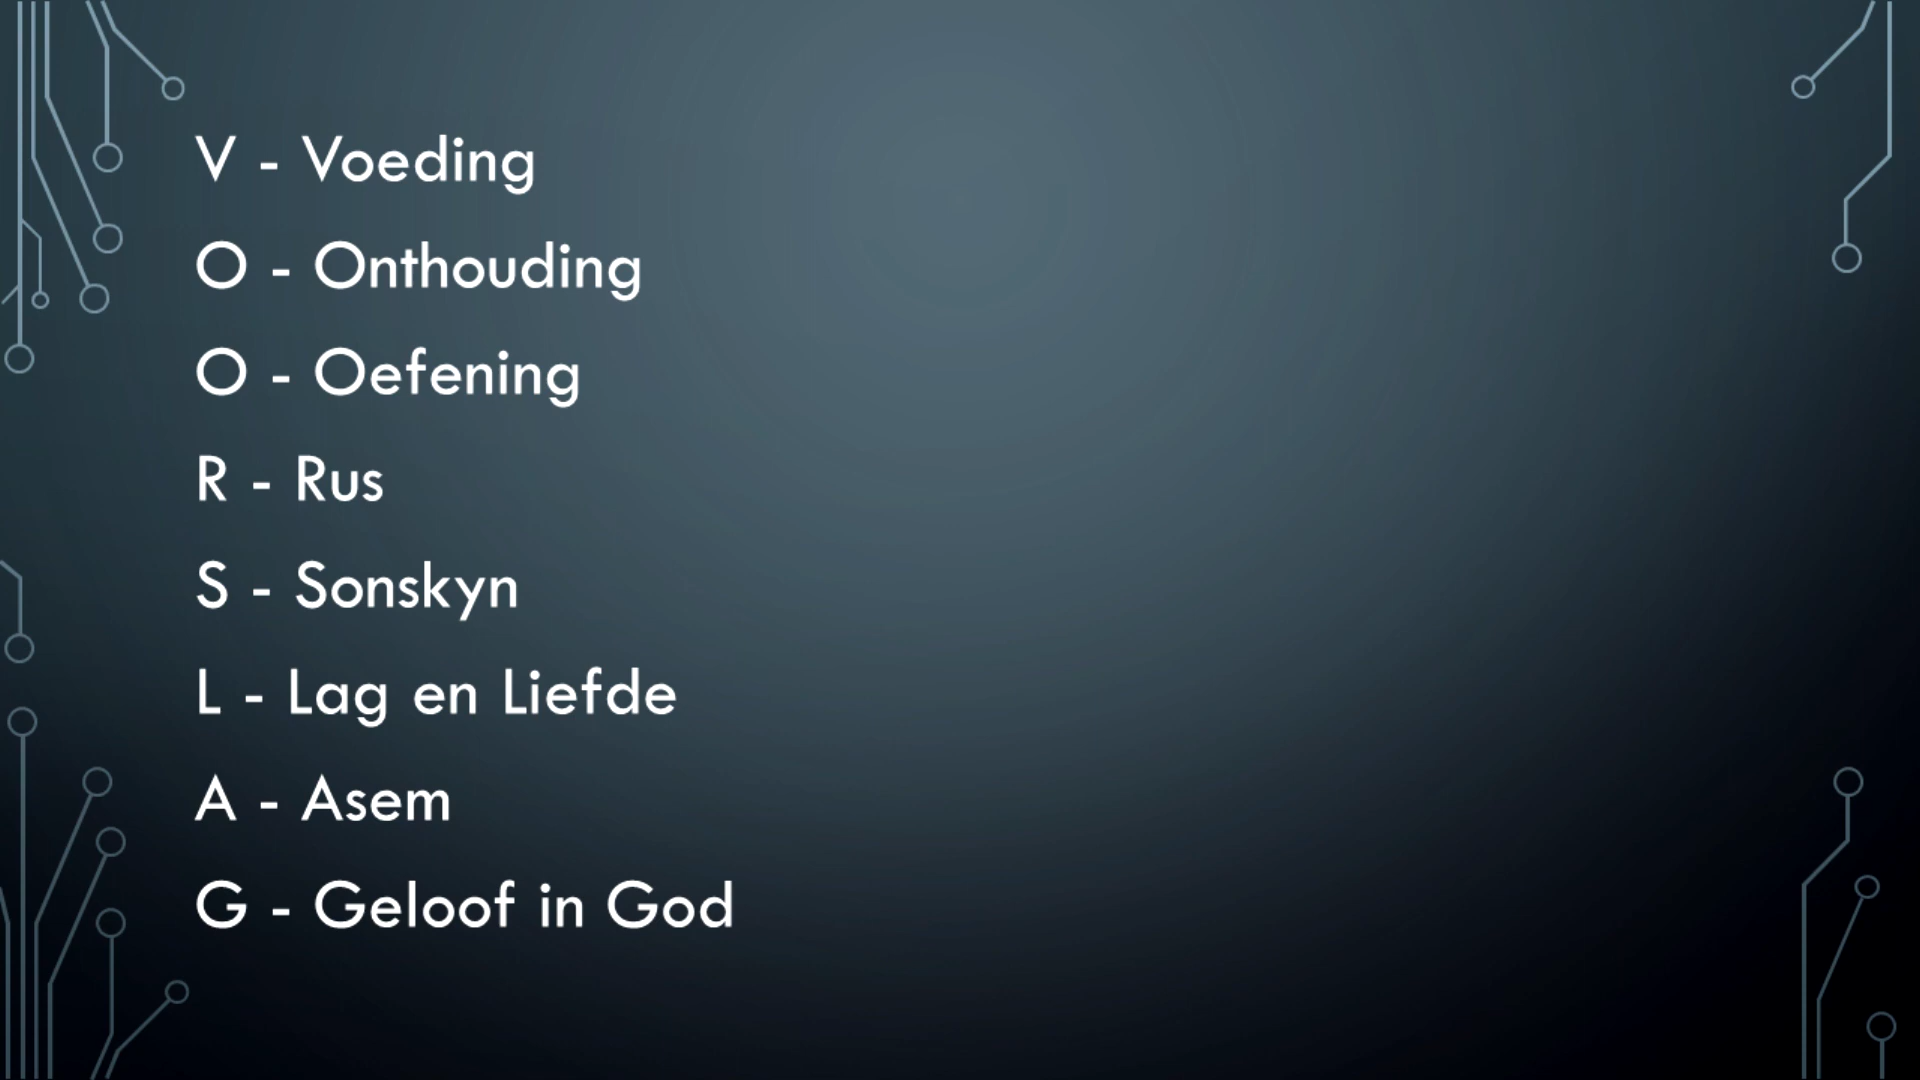 V - Voeding
O - Onthouding
O - Oefening
R - Rus
S - Sonskyn
L - Lag en Liefde
A - Asem
G - Geloof in God